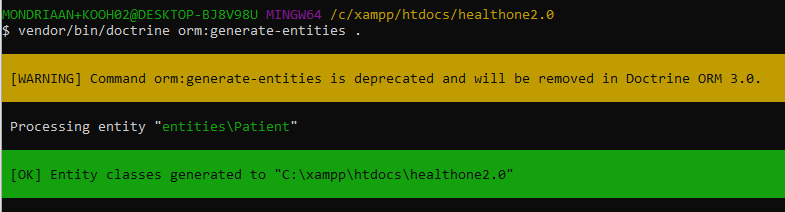 MONDRIAAN+KOOH02@DESKTOP-BJ8V98U MINGW64 /c/xampp/htdocs/healthone2.0
$ vendor/bin/doctrine orm:generate-entities .
[WARNING] Command orm:generate-entities is deprecated and will be removed in Doctrine ORM 3.0.
Processing entity "entities\Patient"
[OK] Entity classes generated to "C:\xampp\htdocs\healthone2.0"